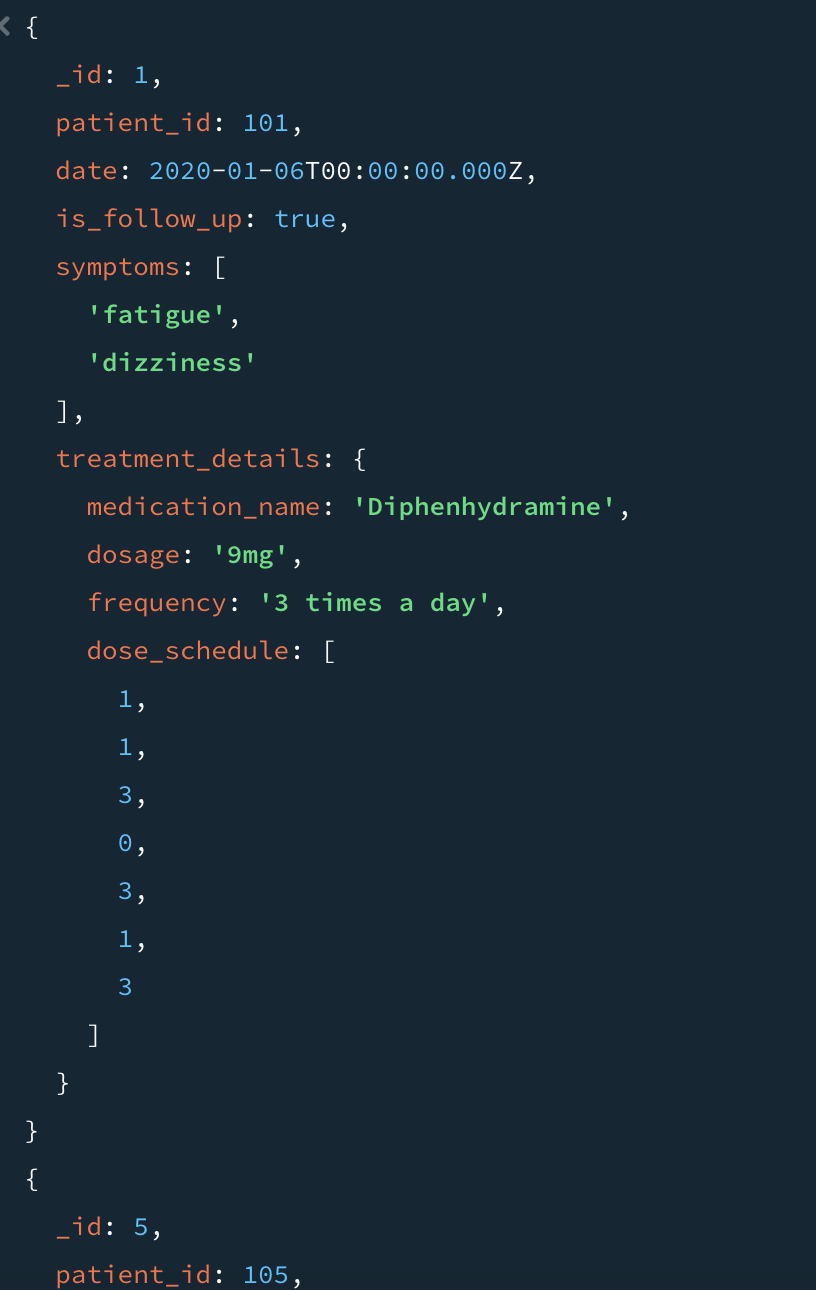 {
  _id: 1,
  patient_id: 101,
  date: 2020-01-06T00:00:00.000Z,
  is_follow_up: true,
  symptoms: [
    'fatigue',
    'dizziness'
  ],
  treatment_details: {
    medication_name: 'Diphenhydramine',
    dosage: '9mg',
    frequency: '3 times a day',
    dose_schedule: [
      1,
      1,
      3,
      0,
      3,
      1,
      3
    ]
  }
}
{
  _id: 5,
  patient_id: 105,